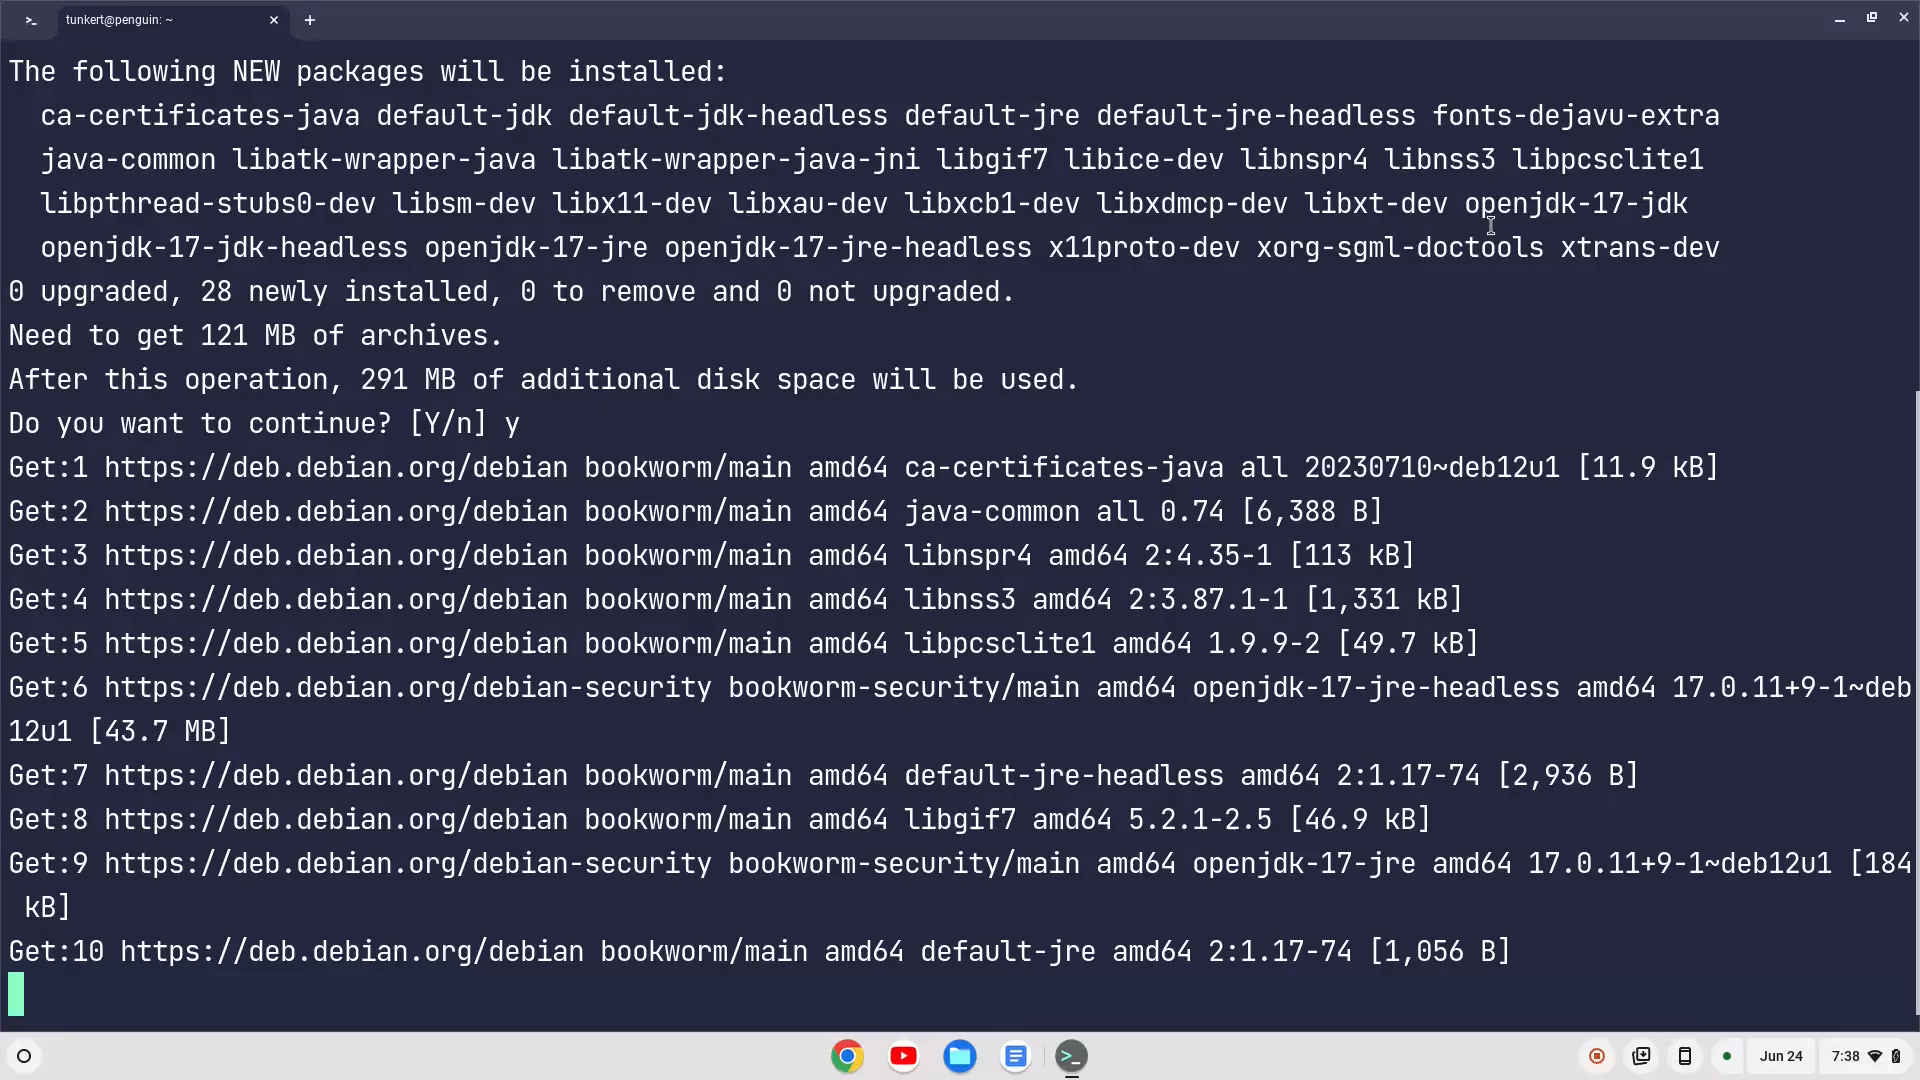 tunkert@penguin: ~
The following NEW packages will be installed:
  ca-certificates-java default-jdk default-jdk-headless default-jre default-jre-headless fonts-dejavu-extra
  java-common libatk-wrapper-java libatk-wrapper-java-jni libgif7 libice-dev libnspr4 libnss3 libpcsclite1
  libpthread-stubs0-dev libsm-dev libx11-dev libxau-dev libxcb1-dev libxdmcp-dev libxt-dev openjdk-17-jdk
  openjdk-17-jdk-headless openjdk-17-jre openjdk-17-jre-headless x11proto-dev xorg-sgml-doctools xtrans-dev
0 upgraded, 28 newly installed, 0 to remove and 0 not upgraded.
Need to get 121 MB of archives.
After this operation, 291 MB of additional disk space will be used.
Do you want to continue? [Y/n] y
Get:1 https://deb.debian.org/debian bookworm/main amd64 ca-certificates-java all 20230710~deb12u1 [11.9 kB]
Get:2 https://deb.debian.org/debian bookworm/main amd64 java-common all 0.74 [6,388 B]
Get:3 https://deb.debian.org/debian bookworm/main amd64 libnspr4 amd64 2:4.35-1 [113 kB]
Get:4 https://deb.debian.org/debian bookworm/main amd64 libnss3 amd64 2:3.87.1-1 [1,331 kB]
Get:5 https://deb.debian.org/debian bookworm/main amd64 libpcsclite1 amd64 1.9.9-2 [49.7 kB]
Get:6 https://deb.debian.org/debian-security bookworm-security/main amd64 openjdk-17-jre-headless amd64 17.0.11+9-1~deb
12u1 [43.7 MB]
Get:7 https://deb.debian.org/debian bookworm/main amd64 default-jre-headless amd64 2:1.17-74 [2,936 B]
Get:8 https://deb.debian.org/debian bookworm/main amd64 libgif7 amd64 5.2.1-2.5 [46.9 kB]
Get:9 https://deb.debian.org/debian-security bookworm-security/main amd64 openjdk-17-jre amd64 17.0.11+9-1~deb12u1 [184
 kB]
Get:10 https://deb.debian.org/debian bookworm/main amd64 default-jre amd64 2:1.17-74 [1,056 B]
Jun 24
7:38